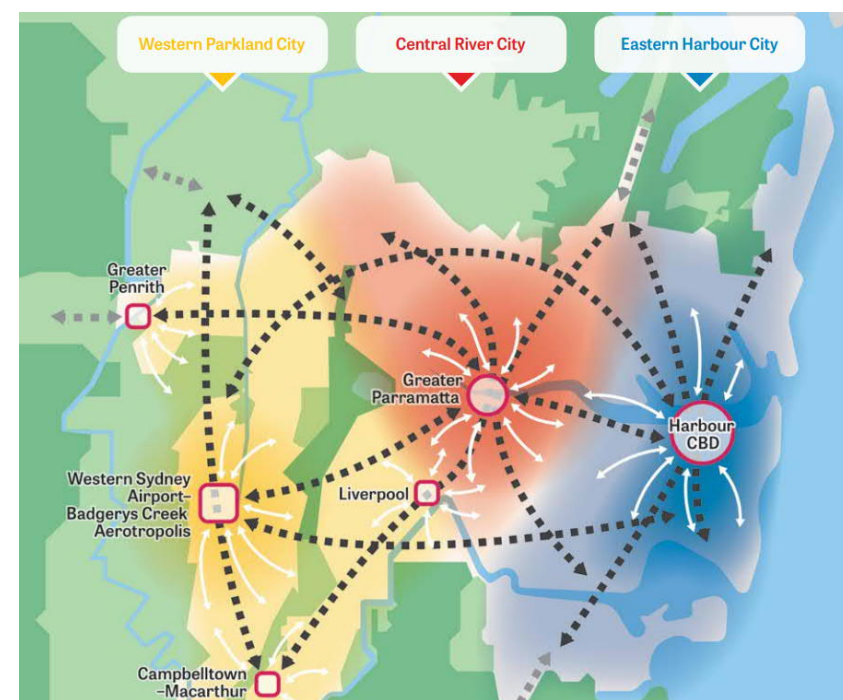 Western Parkland City
Central River City
Eastern Harbour City
Greater
Penrith
Greater
Parramatta
Harbour
CBD
Western Sydney
Airport–
Badgerys Creek
Aerotropolis
Liverpool
Campbelltown
–Macarthur